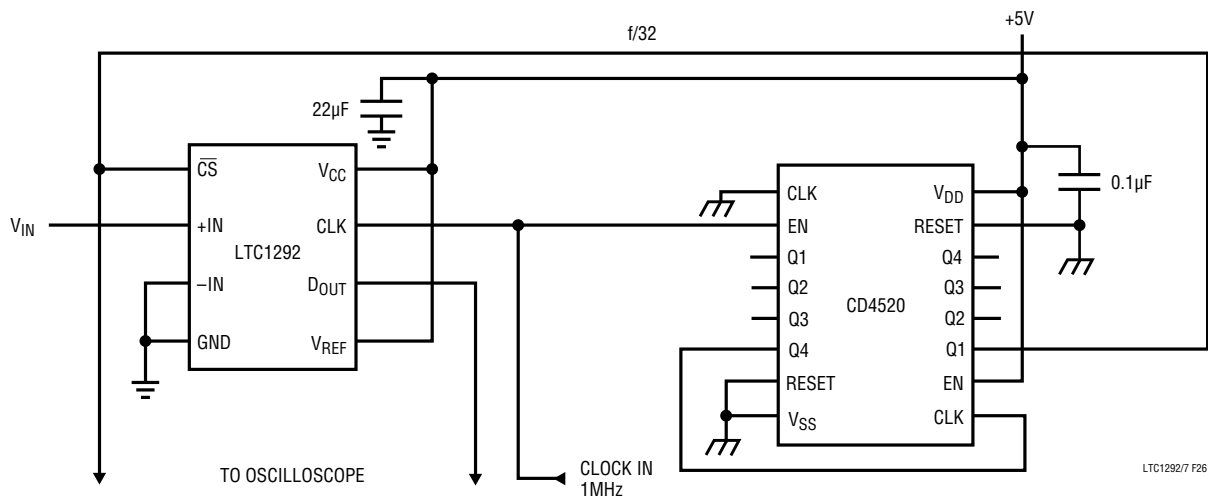 f/32
+5V
22µF
C̅S̅
VCC
VIN
+IN
CLK
LTC1292
–IN
DOUT
GND
VREF
CLK
VDD
0.1µF
EN
RESET
Q1
Q4
Q2
Q3
CD4520
Q3
Q2
Q4
Q1
RESET
EN
VSS
CLK
TO OSCILLOSCOPE
CLOCK IN
1MHz
LTC1292/7 F26